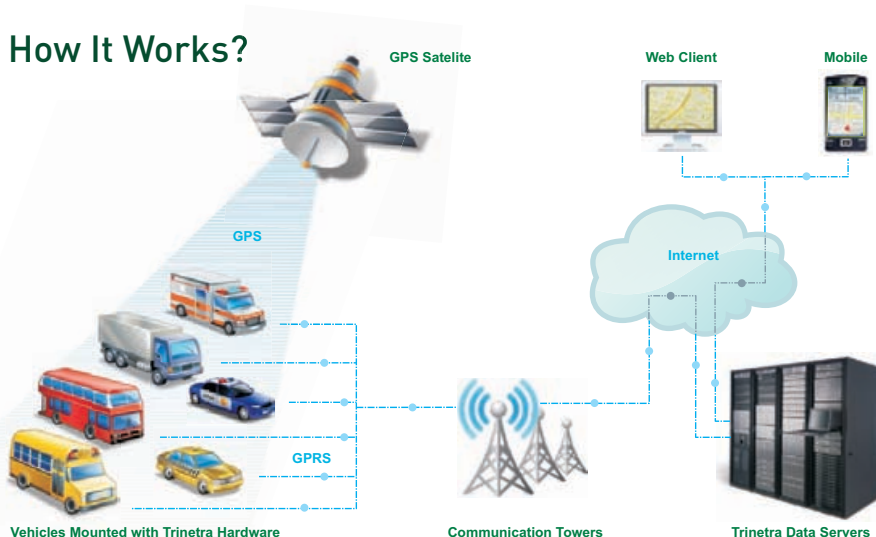 How It Works?
GPS Satelite
Web Client
Mobile
GPS
Internet
GPRS
Vehicles Mounted with Trinetra Hardware
Communication Towers
Trinetra Data Servers